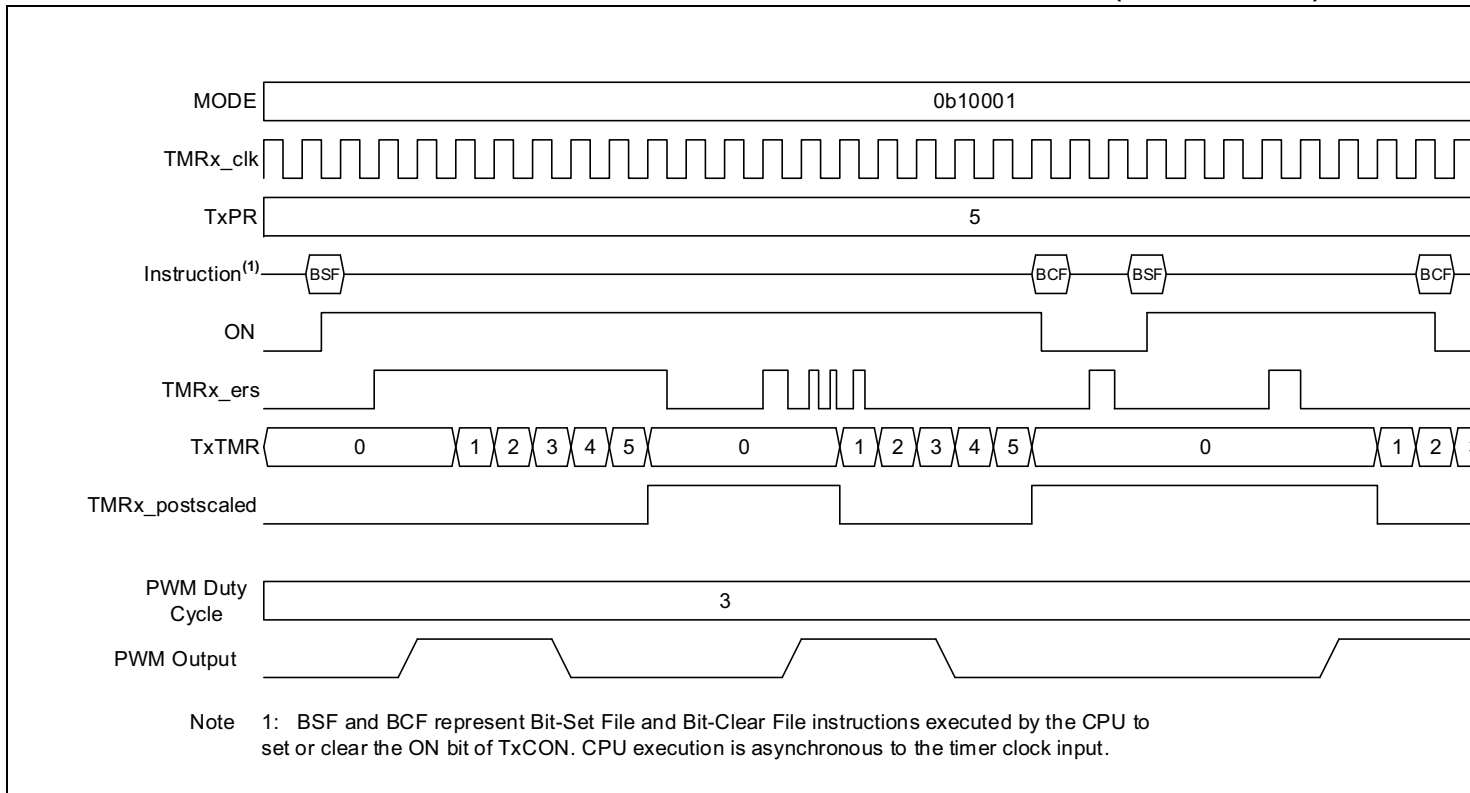 MODE 0b10001
TMRx_clk
TxPR 5
Instruction(1) BSF BCF BSF BCF
ON
TMRx_ers
TxTMR 0 1 2 3 4 5 0 1 2 3 4 5 0 1 2
TMRx_postscaled
PWM Duty
Cycle
3
PWM Output
Note 1: BSF and BCF represent Bit-Set File and Bit-Clear File instructions executed by the CPU to
set or clear the ON bit of TxCON. CPU execution is asynchronous to the timer clock input.